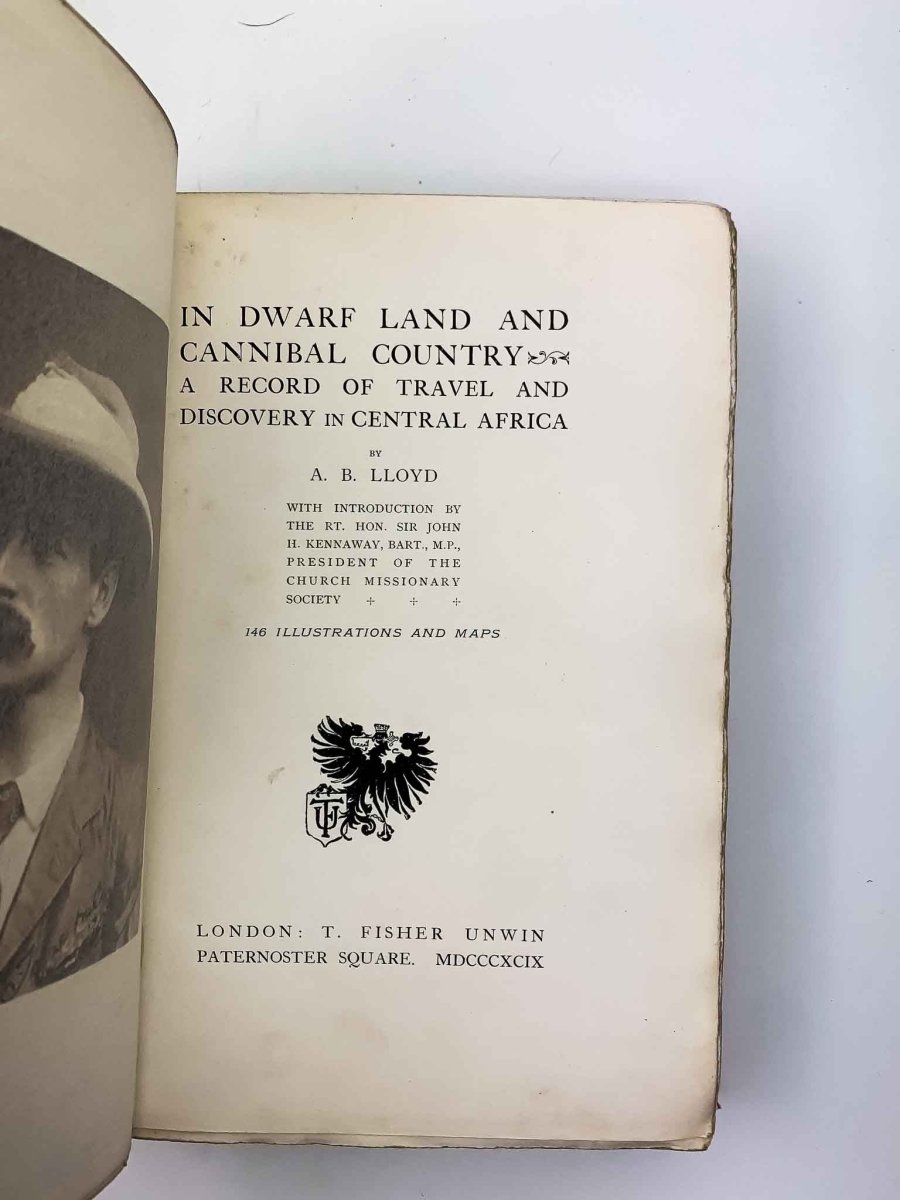 IN DWARF LAND AND
CANNIBAL COUNTRY
A RECORD OF TRAVEL AND
DISCOVERY IN CENTRAL AFRICA
BY
A. B. LLOYD
WITH INTRODUCTION BY
THE RT. HON. SIR JOHN
H. KENNAWAY, BART., M.P.,
PRESIDENT OF THE
CHURCH MISSIONARY
SOCIETY
146 ILLUSTRATIONS AND MAPS
TFU
LONDON: T. FISHER UNWIN
PATERNOSTER SQUARE. MDCCCXCIX